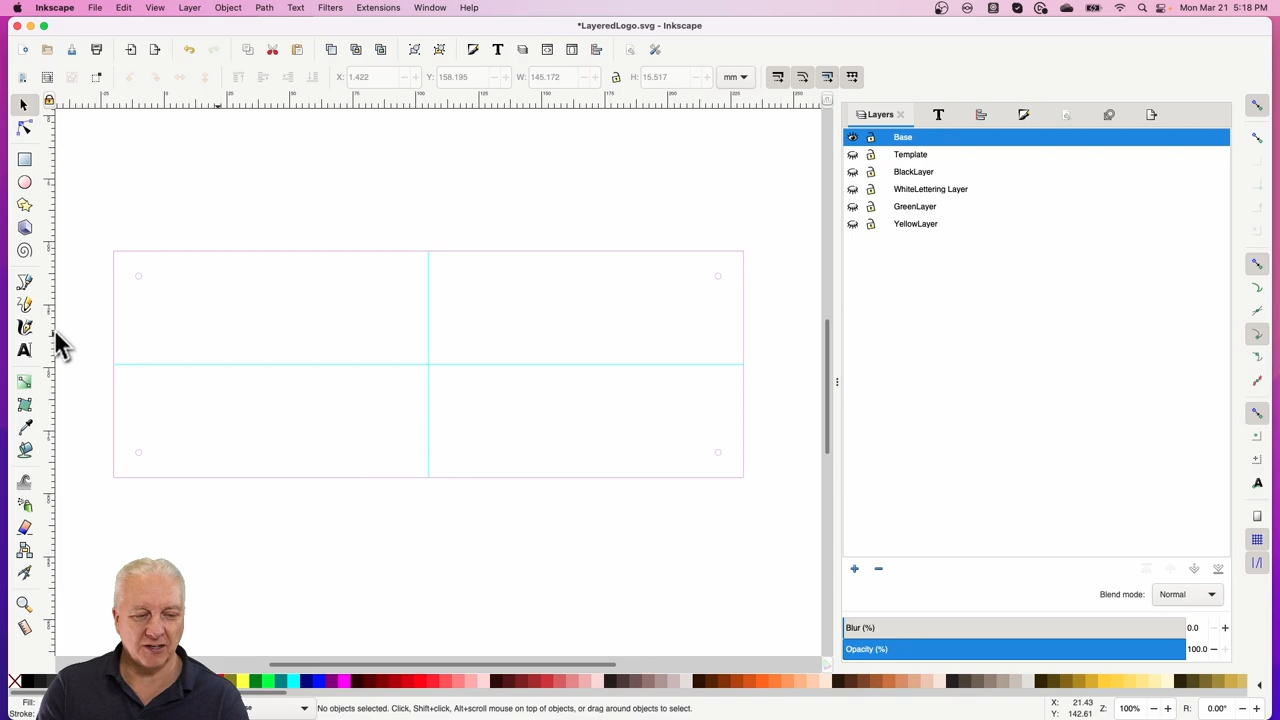 Inkscape File Edit View Layer Object Path Text Filters Extensions Window Help Mon Mar 21 5:18 PM
*LayeredLogo.svg - Inkscape
X: 1.422 Y: 158.195 W: 145.172 H: 15.517 mm
Layers
Base
Template
BlackLayer
WhiteLettering Layer
GreenLayer
YellowLayer
Blend mode: Normal
Blur (%) 0.0
Opacity (%) 100.0
Fill:
Stroke:
No objects selected. Click, Shift+click, Alt+scroll mouse on top of objects, or drag around objects to select.
X: 21.43
Y: 142.61
Z: 100%
R: 0.00°